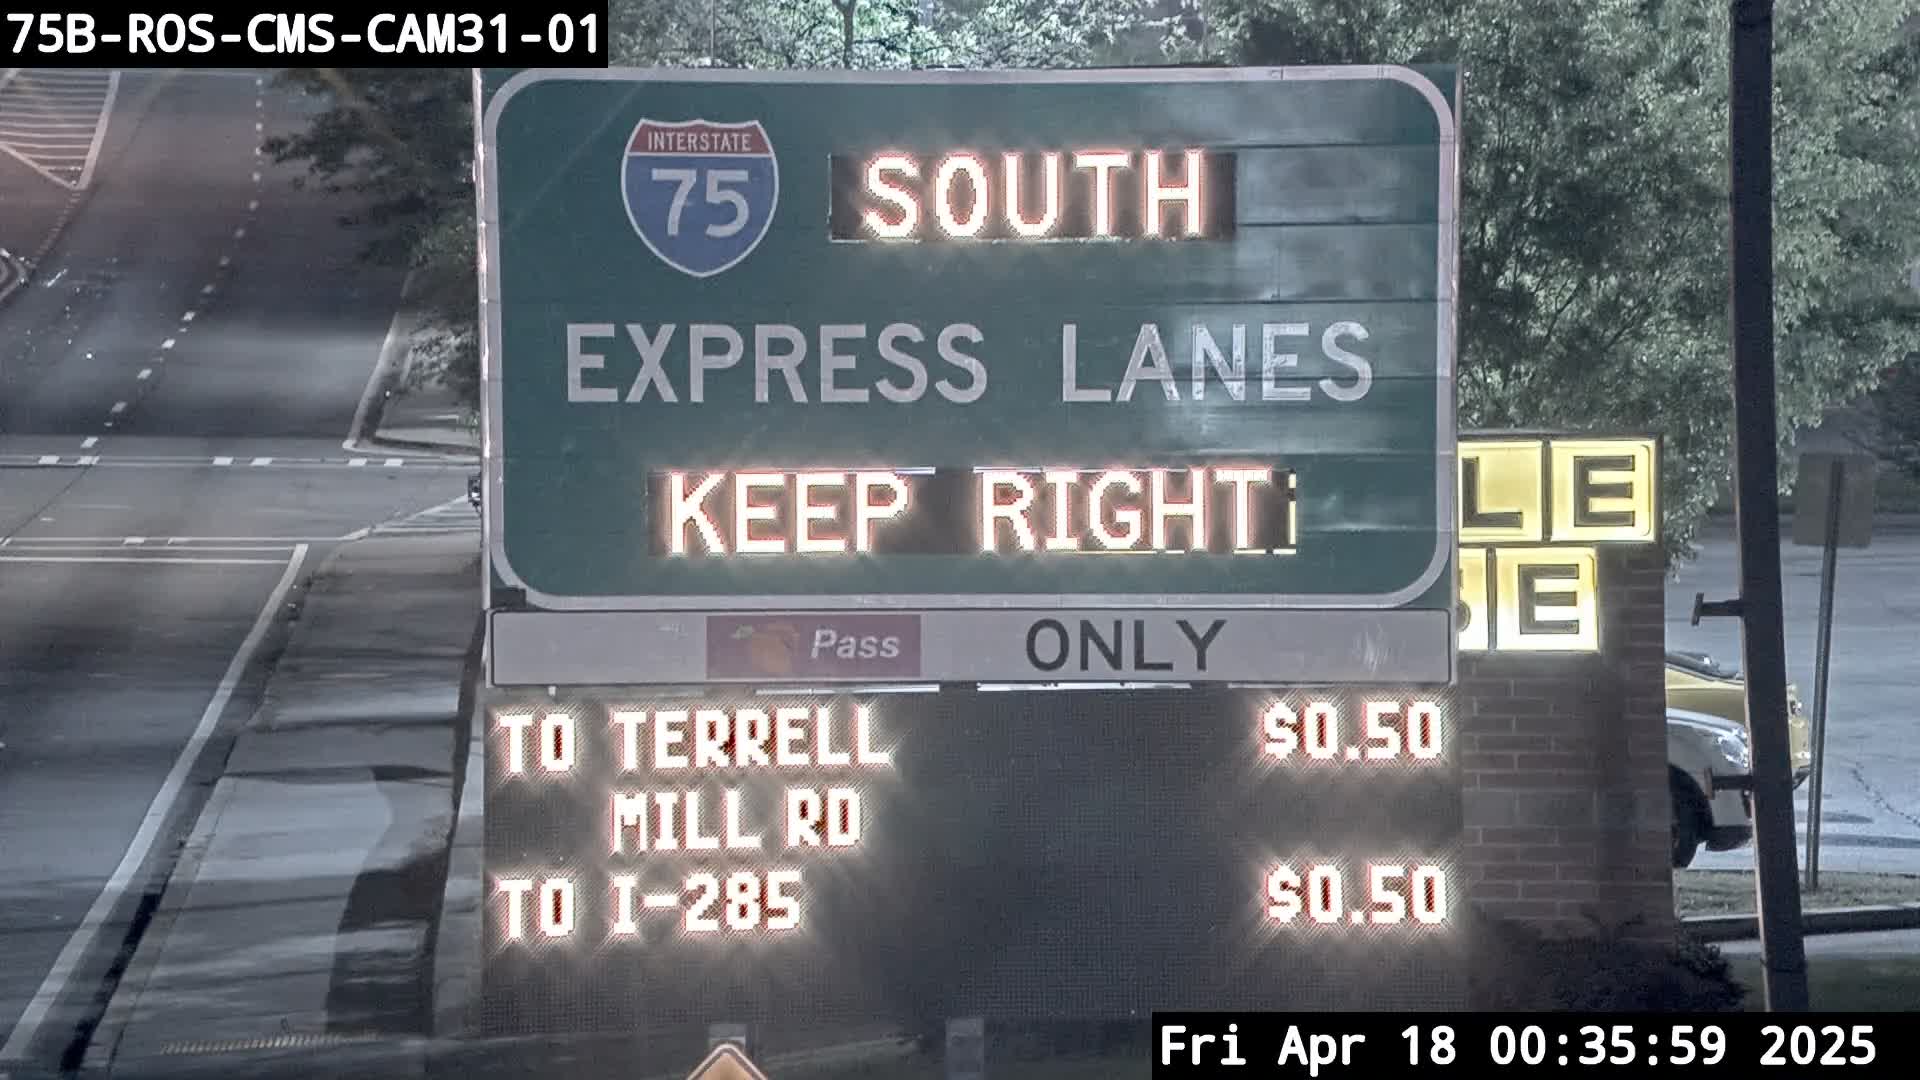 75B-ROS-CMS-CAM31-01
INTERSTATE
75
SOUTH
EXPRESS LANES
KEEP RIGHT
Pass ONLY
TO TERRELL $0.50
MILL RD
TO I-285 $0.50
LE
E
Fri Apr 18 00:35:59 2025